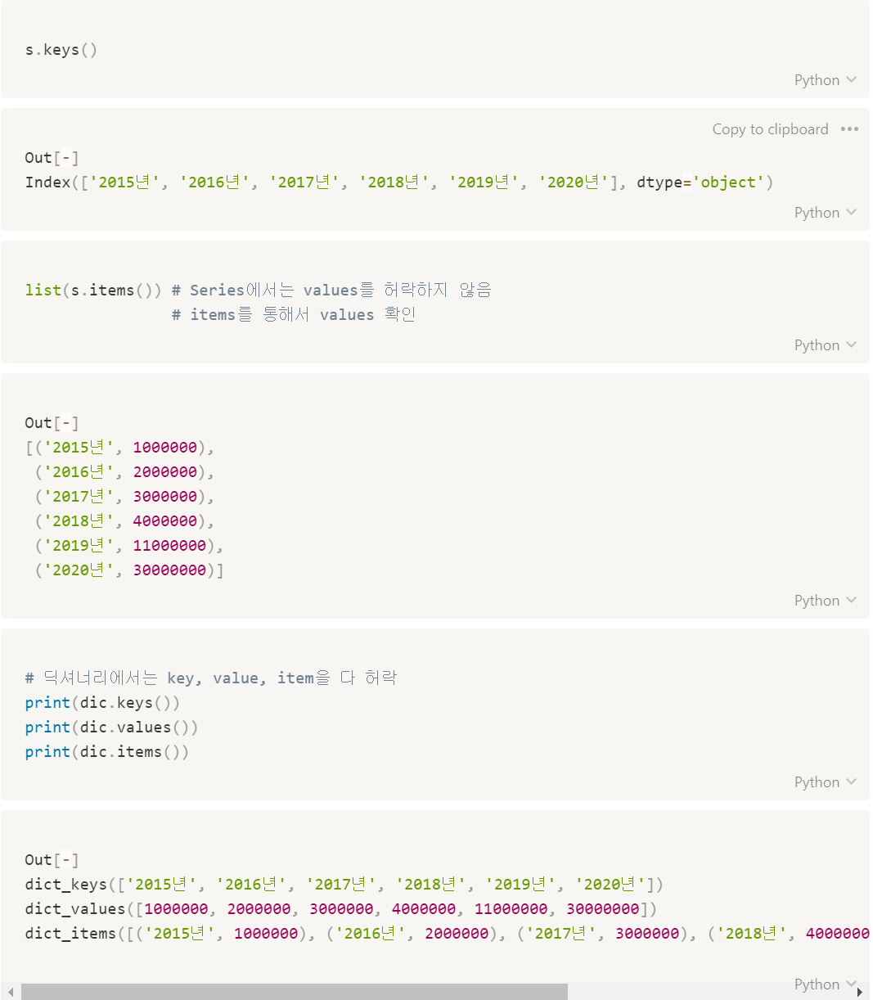 s.keys()
Python
Copy to clipboard
Out[-]
Index(['2015년', '2016년', '2017년', '2018년', '2019년', '2020년'], dtype='object')
Python
list(s.items()) # Series에서는 values를 허락하지 않음
# items를 통해서 values 확인
Python
Out[-]
[('2015년', 1000000),
('2016년', 2000000),
('2017년', 3000000),
('2018년', 4000000),
('2019년', 11000000),
('2020년', 30000000)]
Python
# 딕셔너리에서는 key, value, item을 다 허락
print(dic.keys())
print(dic.values())
print(dic.items())
Python
Out[-]
dict_keys(['2015년', '2016년', '2017년', '2018년', '2019년', '2020년'])
dict_values([1000000, 2000000, 3000000, 4000000, 11000000, 30000000])
dict_items([('2015년', 1000000), ('2016년', 2000000), ('2017년', 3000000), ('2018년', 4000000
Python